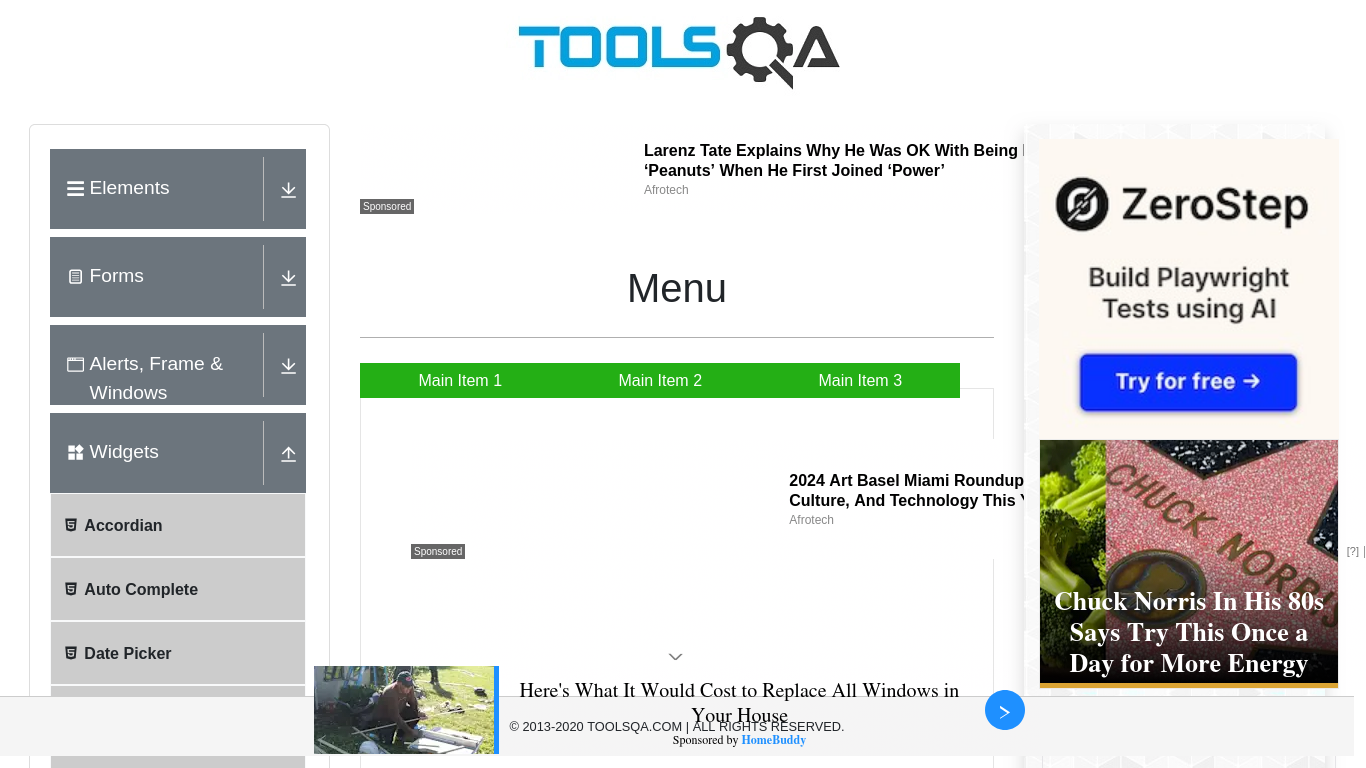 TOOLSQA
Elements
Forms
Alerts, Frame &
Windows
Widgets
Accordian
Auto Complete
Date Picker
Larenz Tate Explains Why He Was OK With Being
‘Peanuts’ When He First Joined ‘Power’
Afrotech
Sponsored
Menu
Main Item 1
Main Item 2
Main Item 3
2024 Art Basel Miami Roundup
Culture, And Technology This
Afrotech
Sponsored
ZeroStep
Build Playwright
Tests using AI
Try for free →
CHUCK NORRIS
Chuck Norris In His 80s
Says Try This Once a
Day for More Energy
[?]
Here's What It Would Cost to Replace All Windows in
Your House
© 2013-2020 TOOLSQA.COM | ALL RIGHTS RESERVED.
Sponsored by HomeBuddy